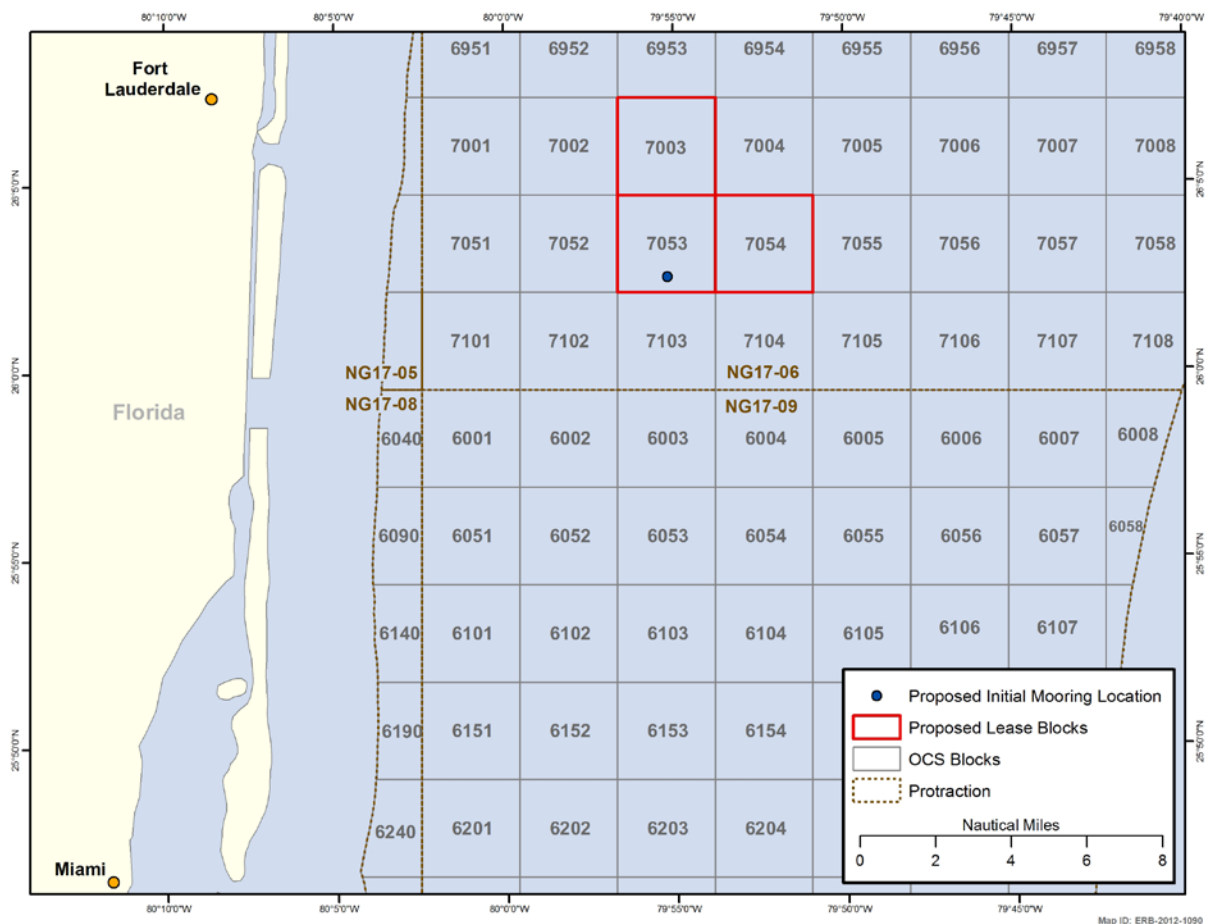 80°10'0"W 80°5'0"W 80°0'0"W 79°55'0"W 79°50'0"W 79°45'0"W 79°40'0"W
6951 6952 6953 6954 6955 6956 6957 6958
Fort
Lauderdale
7001 7002 7003 7004 7005 7006 7007 7008
26°5'0"N 26°5'0"N
7051 7052 7053 7054 7055 7056 7057 7058
7101 7102 7103 7104 7105 7106 7107 7108
26°0'0"N 26°0'0"N
NG17-05 NG17-06
NG17-08 NG17-09
Florida
6040 6001 6002 6003 6004 6005 6006 6007 6008
6090 6051 6052 6053 6054 6055 6056 6057 6058
25°55'0"N 25°55'0"N
6140 6101 6102 6103 6104 6105 6106 6107
6190 6151 6152 6153 6154
25°50'0"N 25°50'0"N
6240 6201 6202 6203 6204
Miami
Proposed Initial Mooring Location
Proposed Lease Blocks
OCS Blocks
Protraction
Nautical Miles
0 2 4 6 8
80°10'0"W 80°5'0"W 80°0'0"W 79°55'0"W 79°50'0"W 79°45'0"W
Map ID: ERB-2012-1090